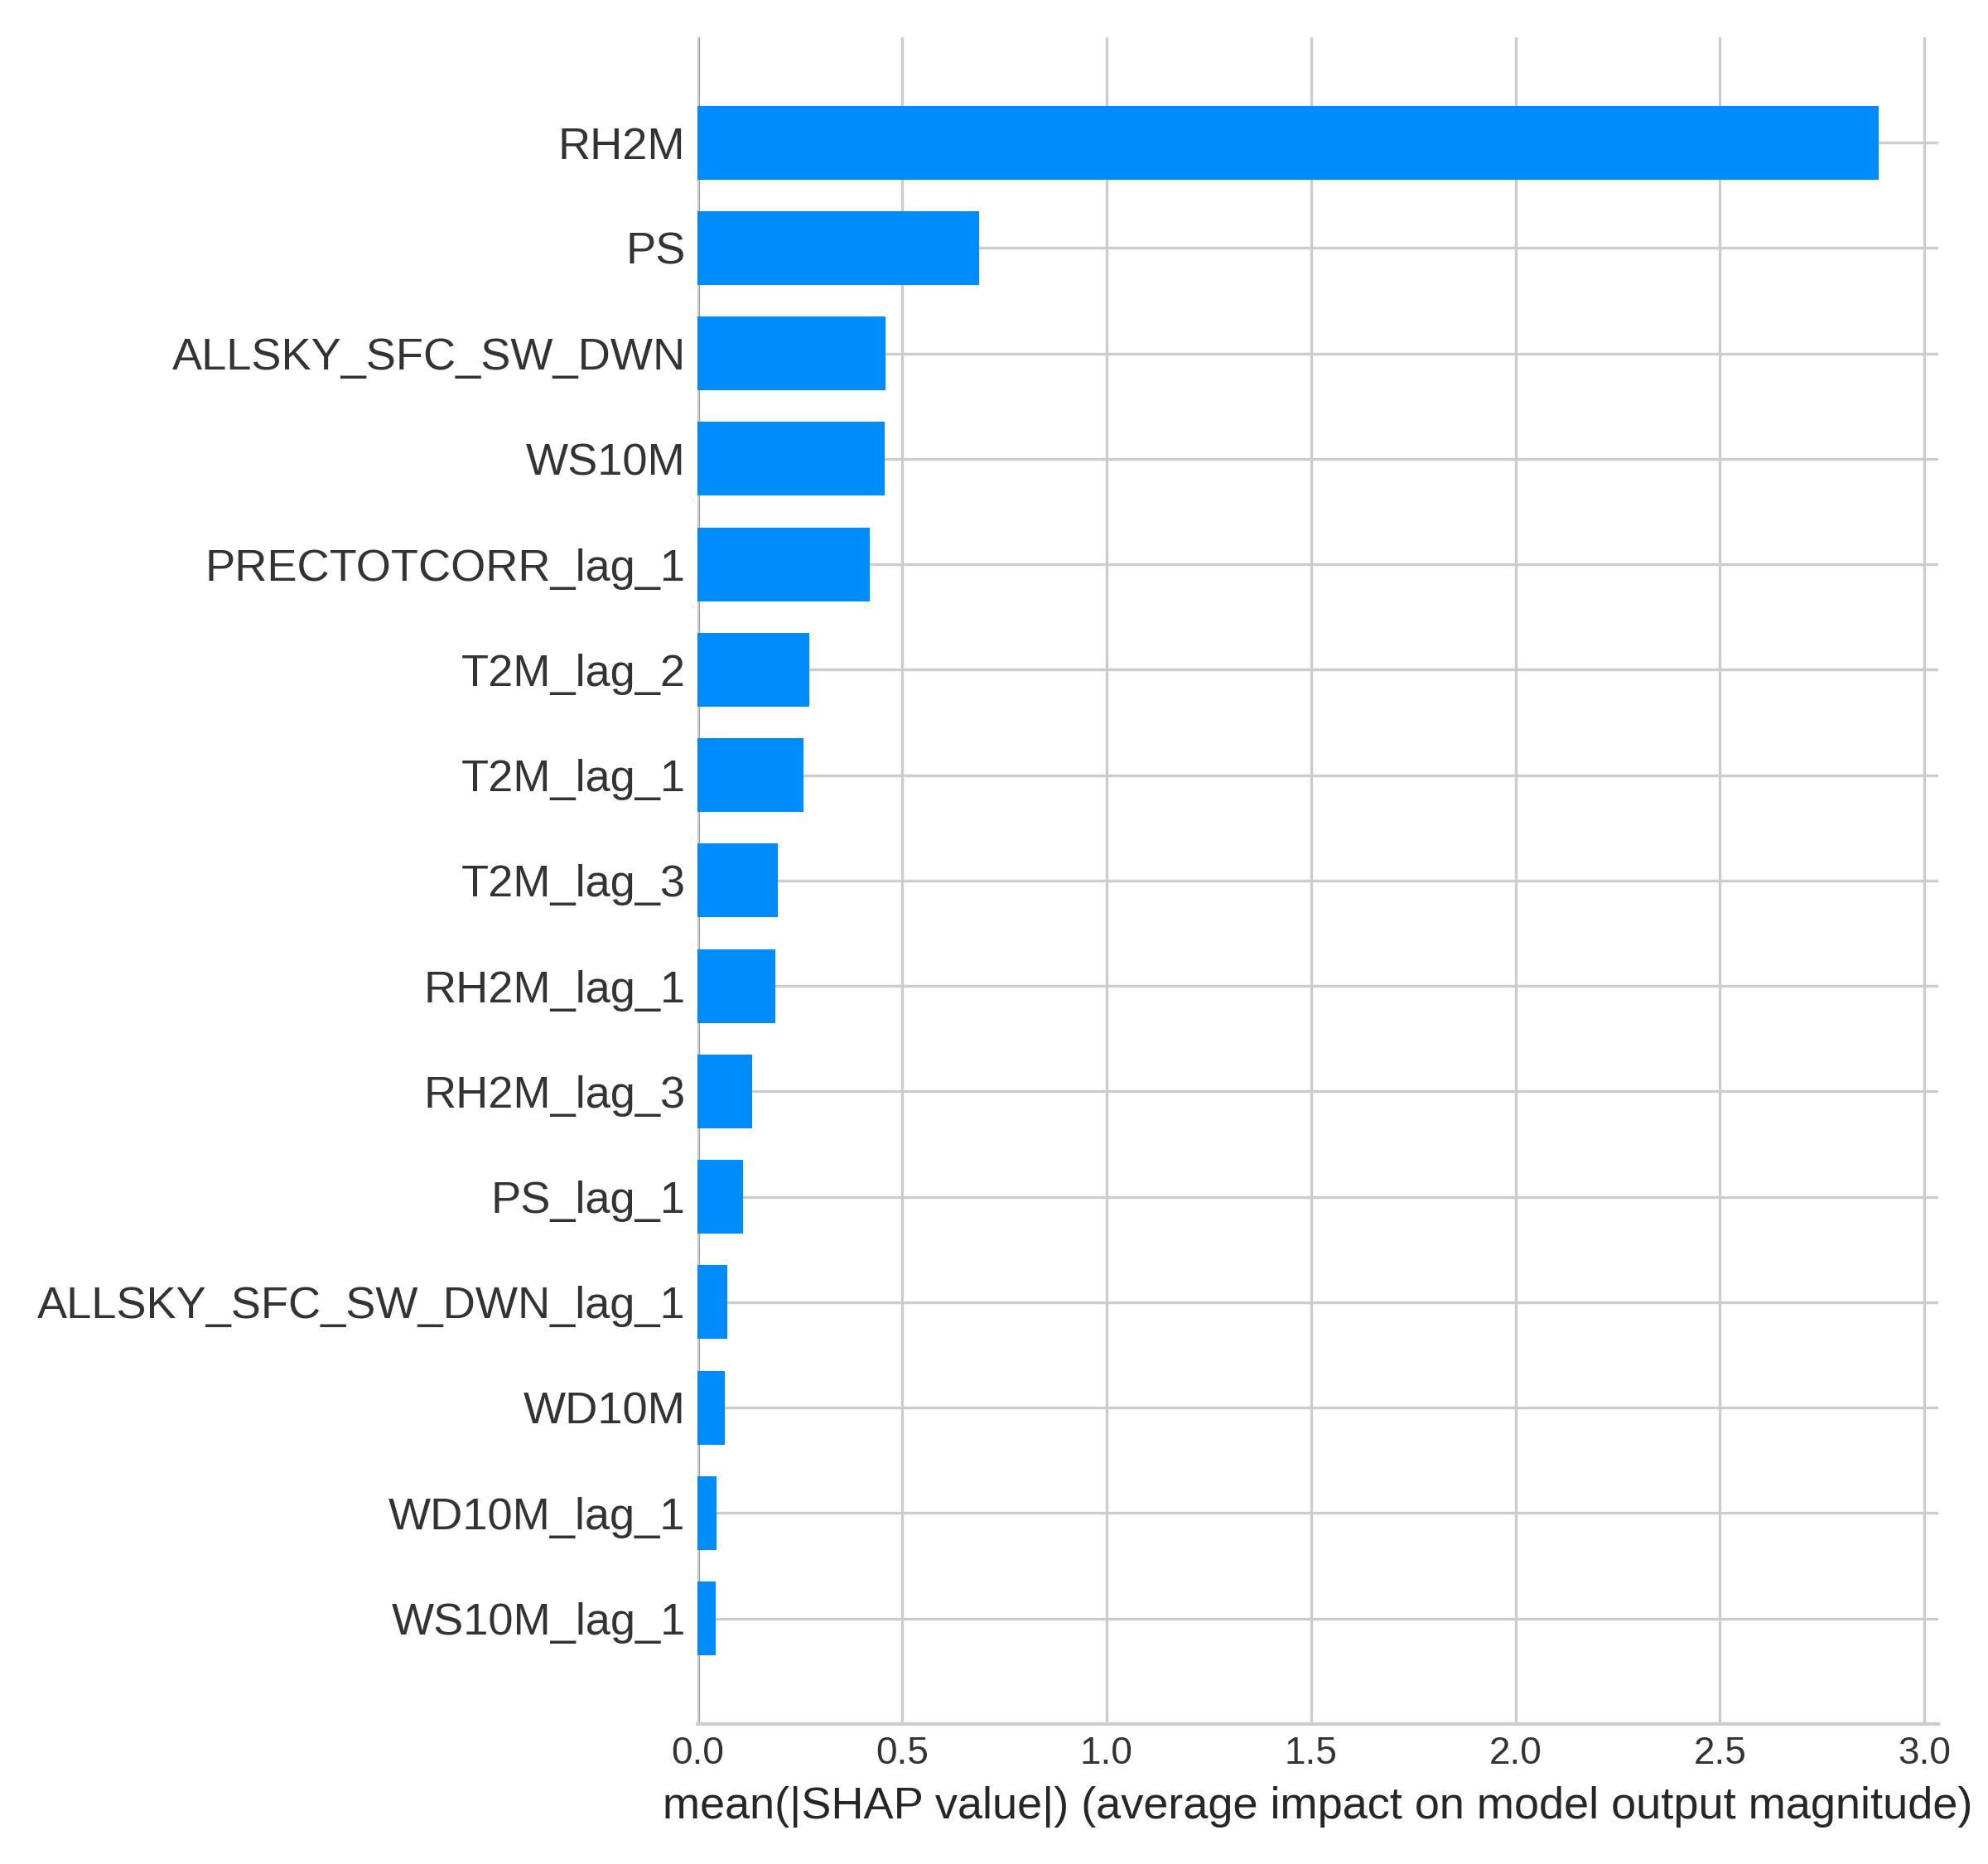 RH2M
PS
ALLSKY_SFC_SW_DWN
WS10M
PRECTOTCORR_lag_1
T2M_lag_2
T2M_lag_1
T2M_lag_3
RH2M_lag_1
RH2M_lag_3
PS_lag_1
ALLSKY_SFC_SW_DWN_lag_1
WD10M
WD10M_lag_1
WS10M_lag_1
0.0 0.5 1.0 1.5 2.0 2.5 3.0
mean(|SHAP value|) (average impact on model output magnitude)